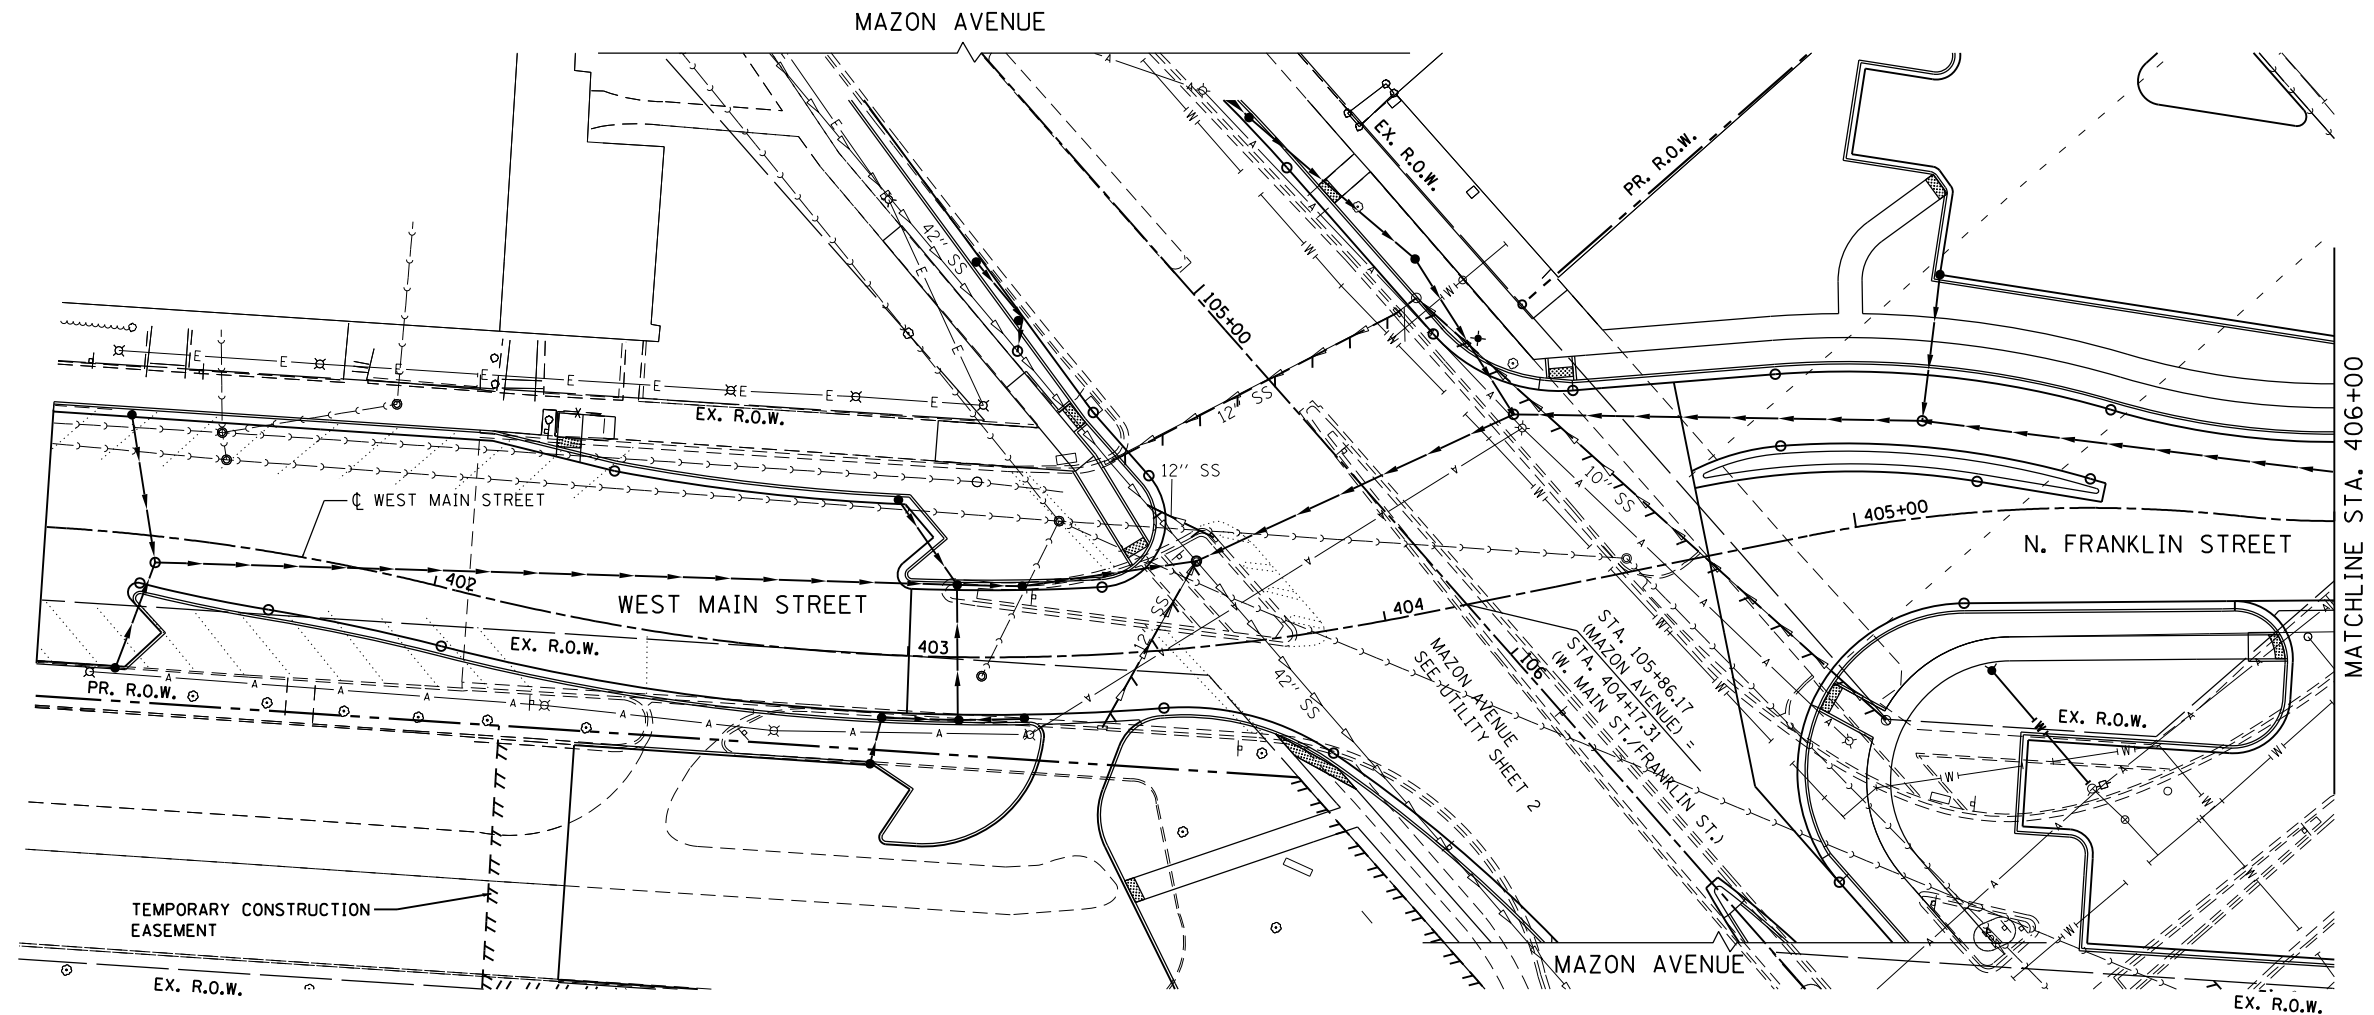 MAZON AVENUE
EX. R.O.W.
PR. R.O.W.
42'' SS
105+00
EX. R.O.W.
12'' SS
12'' SS
10'' SS
℄ WEST MAIN STREET
405+00
N. FRANKLIN STREET
MATCHLINE STA. 406+00
402
WEST MAIN STREET
404
EX. R.O.W.
403
12'' SS
42'' SS
106
STA. 105+86.17
(MAZON AVENUE) =
STA. 404+17.31
(W. MAIN ST./FRANKLIN ST.)
MAZON AVENUE
SEE UTILITY SHEET 2
PR. R.O.W.
EX. R.O.W.
TEMPORARY CONSTRUCTION
EASEMENT
MAZON AVENUE
EX. R.O.W.
EX. R.O.W.